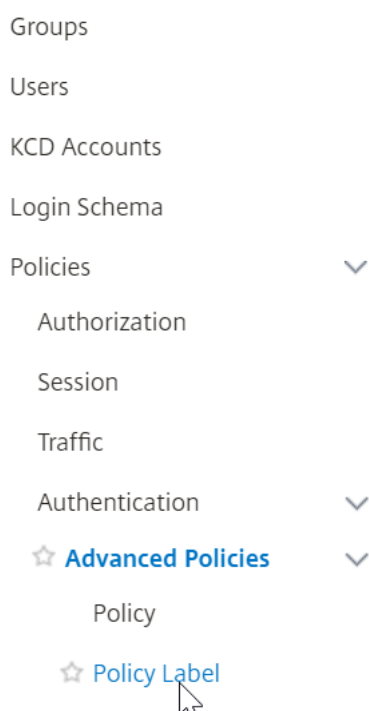 Groups
Users
KCD Accounts
Login Schema
Policies
Authorization
Session
Traffic
Authentication
Advanced Policies
Policy
Policy Label